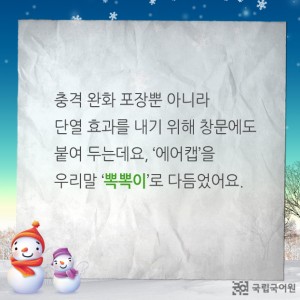 충격 완화 포장뿐 아니라
단열 효과를 내기 위해 창문에도
붙여 두는데요, ‘에어캡’을
우리말 ‘뽁뽁이’로 다듬었어요.
국립국어원